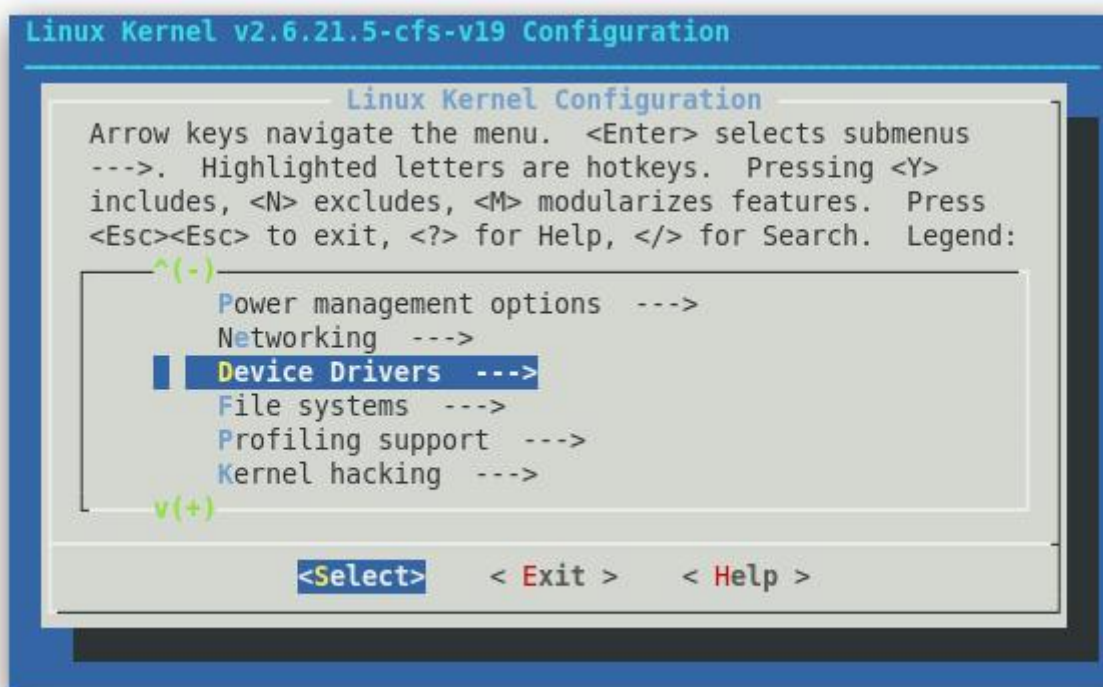 Linux Kernel v2.6.21.5-cfs-v19 Configuration
Linux Kernel Configuration
Arrow keys navigate the menu.  <Enter> selects submenus
--->.  Highlighted letters are hotkeys.  Pressing <Y>
includes, <N> excludes, <M> modularizes features.  Press
<Esc><Esc> to exit, <?> for Help, </> for Search.  Legend:
^(-)
Power management options  --->
Networking  --->
Device Drivers  --->
File systems  --->
Profiling support  --->
Kernel hacking  --->
v(+)
<Select>    < Exit >    < Help >